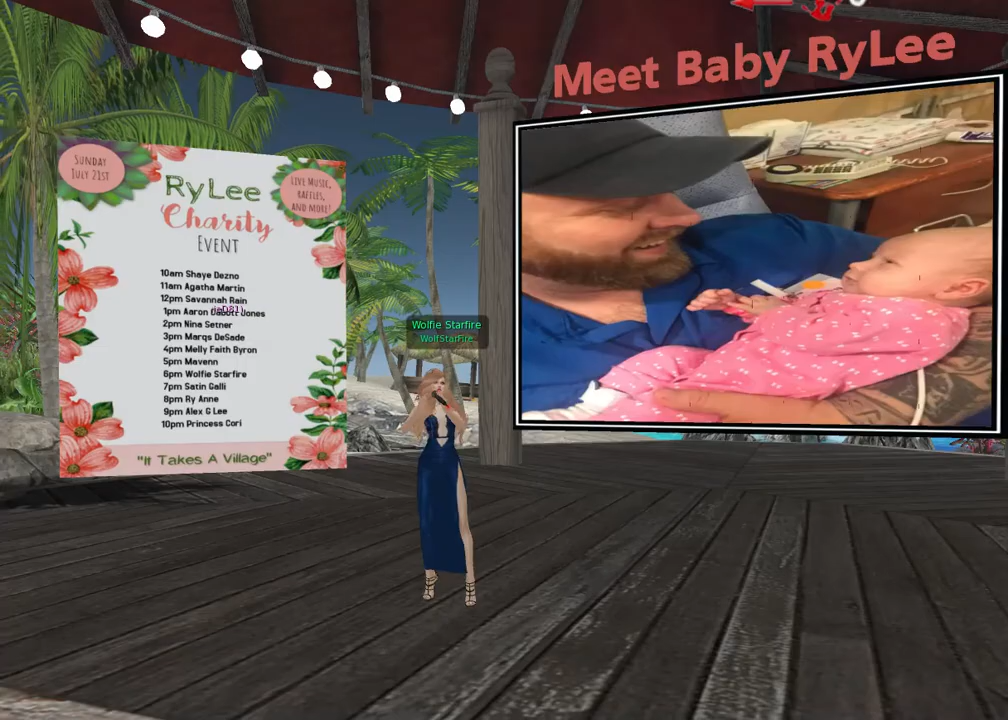 Meet Baby RyLee
SUNDAY
JULY 21ST
LIVE MUSIC,
RAFFLES,
AND MORE!
RyLee
Charity
EVENT
10am Shaye Dezno
11am Agatha Martin
12pm Savannah Rain
1pm Aaron Jones
2pm Nina Setner
3pm Marqs DeSade
4pm Melly Faith Byron
5pm Mavenn
6pm Wolfie Starfire
7pm Satin Galli
8pm Ry Anne
9pm Alex G Lee
10pm Princess Cori
"It Takes A Village"
Wolfie Starfire
WolfStarFire